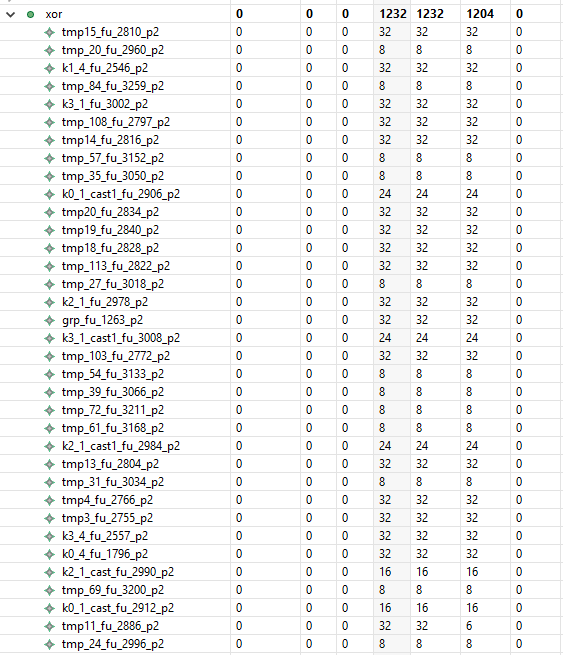 xor 0 0 0 1232 1232 1204 0
tmp15_fu_2810_p2 0 0 0 32 32 32 0
tmp_20_fu_2960_p2 0 0 0 8 8 8 0
k1_4_fu_2546_p2 0 0 0 32 32 32 0
tmp_84_fu_3259_p2 0 0 0 8 8 8 0
k3_1_fu_3002_p2 0 0 0 32 32 32 0
tmp_108_fu_2797_p2 0 0 0 32 32 32 0
tmp14_fu_2816_p2 0 0 0 32 32 32 0
tmp_57_fu_3152_p2 0 0 0 8 8 8 0
tmp_35_fu_3050_p2 0 0 0 8 8 8 0
k0_1_cast1_fu_2906_p2 0 0 0 24 24 24 0
tmp20_fu_2834_p2 0 0 0 32 32 32 0
tmp19_fu_2840_p2 0 0 0 32 32 32 0
tmp18_fu_2828_p2 0 0 0 32 32 32 0
tmp_113_fu_2822_p2 0 0 0 32 32 32 0
tmp_27_fu_3018_p2 0 0 0 8 8 8 0
k2_1_fu_2978_p2 0 0 0 32 32 32 0
grp_fu_1263_p2 0 0 0 32 32 32 0
k3_1_cast1_fu_3008_p2 0 0 0 24 24 24 0
tmp_103_fu_2772_p2 0 0 0 32 32 32 0
tmp_54_fu_3133_p2 0 0 0 8 8 8 0
tmp_39_fu_3066_p2 0 0 0 8 8 8 0
tmp_72_fu_3211_p2 0 0 0 8 8 8 0
tmp_61_fu_3168_p2 0 0 0 8 8 8 0
k2_1_cast1_fu_2984_p2 0 0 0 24 24 24 0
tmp13_fu_2804_p2 0 0 0 32 32 32 0
tmp_31_fu_3034_p2 0 0 0 8 8 8 0
tmp4_fu_2766_p2 0 0 0 32 32 32 0
tmp3_fu_2755_p2 0 0 0 32 32 32 0
k3_4_fu_2557_p2 0 0 0 32 32 32 0
k0_4_fu_1796_p2 0 0 0 32 32 32 0
k2_1_cast_fu_2990_p2 0 0 0 16 16 16 0
tmp_69_fu_3200_p2 0 0 0 8 8 8 0
k0_1_cast_fu_2912_p2 0 0 0 16 16 16 0
tmp11_fu_2886_p2 0 0 0 32 32 6 0
tmp_24_fu_2996_p2 0 0 0 8 8 8 0